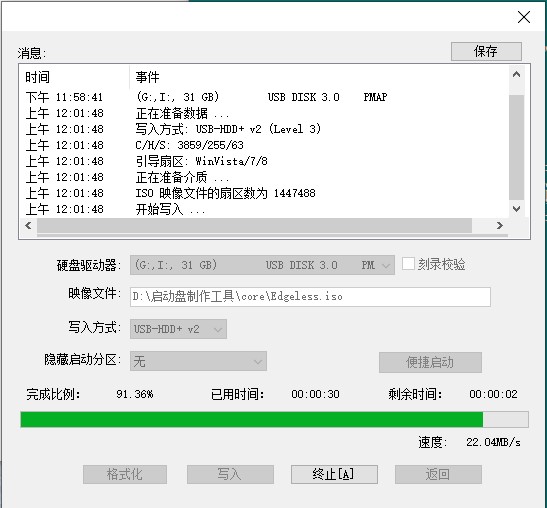 消息:
保存
时间 事件
下午 11:58:41 (G:,I:, 31 GB) USB DISK 3.0 PMAP
上午 12:01:48 正在准备数据 ...
上午 12:01:48 写入方式: USB-HDD+ v2 (Level 3)
上午 12:01:48 C/H/S: 3859/255/63
上午 12:01:48 引导扇区: WinVista/7/8
上午 12:01:48 正在准备介质 ...
上午 12:01:48 ISO 映像文件的扇区数为 1447488
上午 12:01:48 开始写入 ...
硬盘驱动器: (G:,I:, 31 GB) USB DISK 3.0 PM 刻录校验
映像文件: D:\启动盘制作工具\core\Edgeless.iso
写入方式: USB-HDD+ v2
隐藏启动分区: 无 便捷启动
完成比例: 91.36% 已用时间: 00:00:30 剩余时间: 00:00:02
速度: 22.04MB/s
格式化 写入 终止[A] 返回